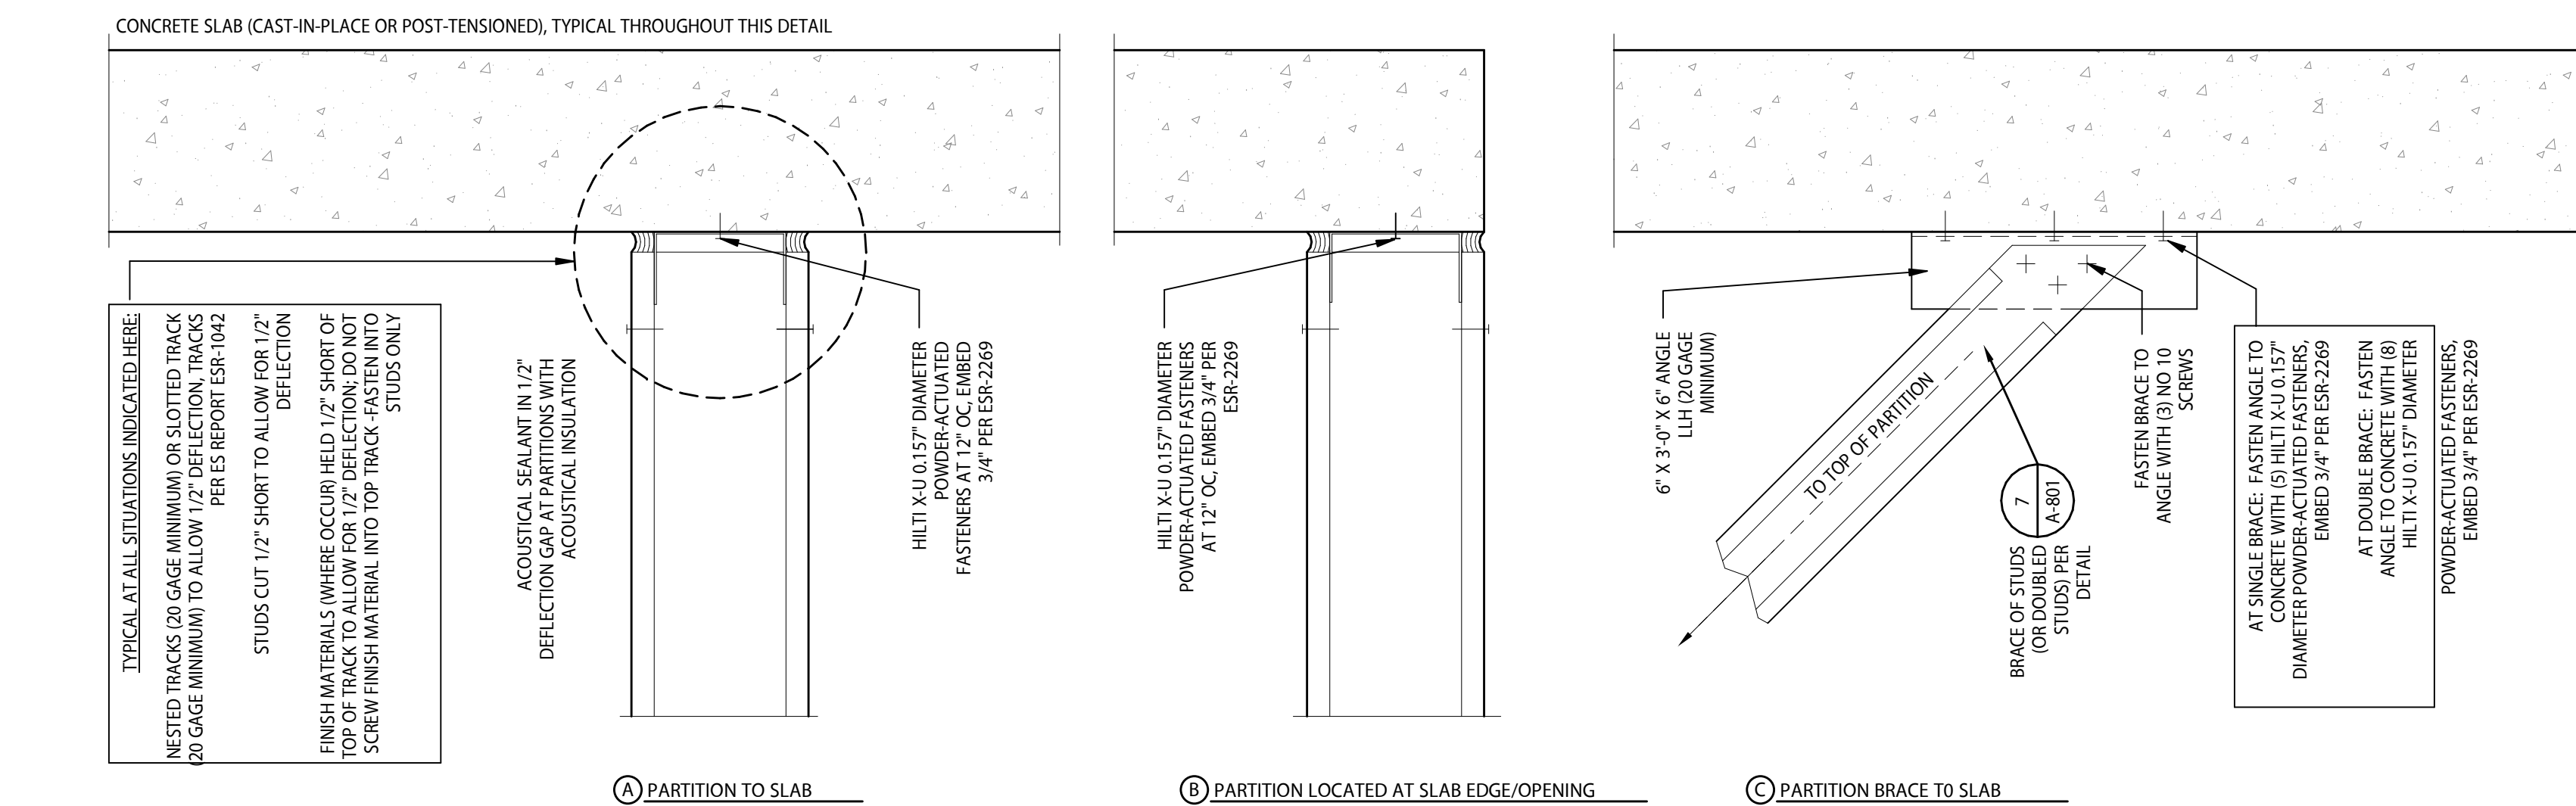 CONCRETE SLAB (CAST-IN-PLACE OR POST-TENSIONED), TYPICAL THROUGHOUT THIS DETAIL
TYPICAL AT ALL SITUATIONS INDICATED HERE:
NESTED TRACKS (20 GAGE MINIMUM) OR SLOTTED TRACK
(20 GAGE MINIMUM) TO ALLOW 1/2" DEFLECTION, TRACKS
PER ES REPORT ESR-1042
STUDS CUT 1/2" SHORT TO ALLOW FOR 1/2"
DEFLECTION
FINISH MATERIALS (WHERE OCCUR) HELD 1/2" SHORT OF
TOP OF TRACK TO ALLOW FOR 1/2" DEFLECTION; DO NOT
SCREW FINISH MATERIAL INTO TOP TRACK -FASTEN INTO
STUDS ONLY
ACOUSTICAL SEALANT IN 1/2"
DEFLECTION GAP AT PARTITIONS WITH
ACOUSTICAL INSULATION
HILTI X-U 0.157" DIAMETER
POWDER-ACTUATED
FASTENERS AT 12" OC, EMBED
3/4" PER ESR-2269
A PARTITION TO SLAB
HILTI X-U 0.157" DIAMETER
POWDER-ACTUATED FASTENERS
AT 12" OC, EMBED 3/4" PER
ESR-2269
B PARTITION LOCATED AT SLAB EDGE/OPENING
6" X 3'-0" X 6" ANGLE
LLH (20 GAGE
MINIMUM)
TO TOP OF PARTITION
7
A-801
BRACE OF STUDS
(OR DOUBLED
STUDS) PER
DETAIL
FASTEN BRACE TO
ANGLE WITH (3) NO 10
SCREWS
AT SINGLE BRACE: FASTEN ANGLE TO
CONCRETE WITH (5) HILTI X-U 0.157"
DIAMETER POWDER-ACTUATED FASTENERS,
EMBED 3/4" PER ESR-2269
AT DOUBLE BRACE: FASTEN
ANGLE TO CONCRETE WITH (8)
HILTI X-U 0.157" DIAMETER
POWDER-ACTUATED FASTENERS,
EMBED 3/4" PER ESR-2269
C PARTITION BRACE T0 SLAB